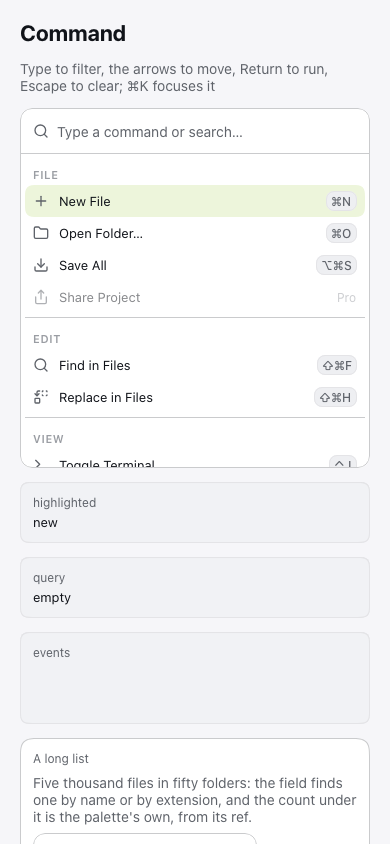 Command
Type to filter, the arrows to move, Return to run,
Escape to clear; ⌘K focuses it
Type a command or search...
FILE
New File ⌘N
Open Folder... ⌘O
Save All ⌥⌘S
Share Project Pro
EDIT
Find in Files ⇧⌘F
Replace in Files ⇧⌘H
VIEW
Toggle Terminal
highlighted
new
query
empty
events
A long list
Five thousand files in fifty folders: the field finds
one by name or by extension, and the count under
it is the palette's own, from its ref.